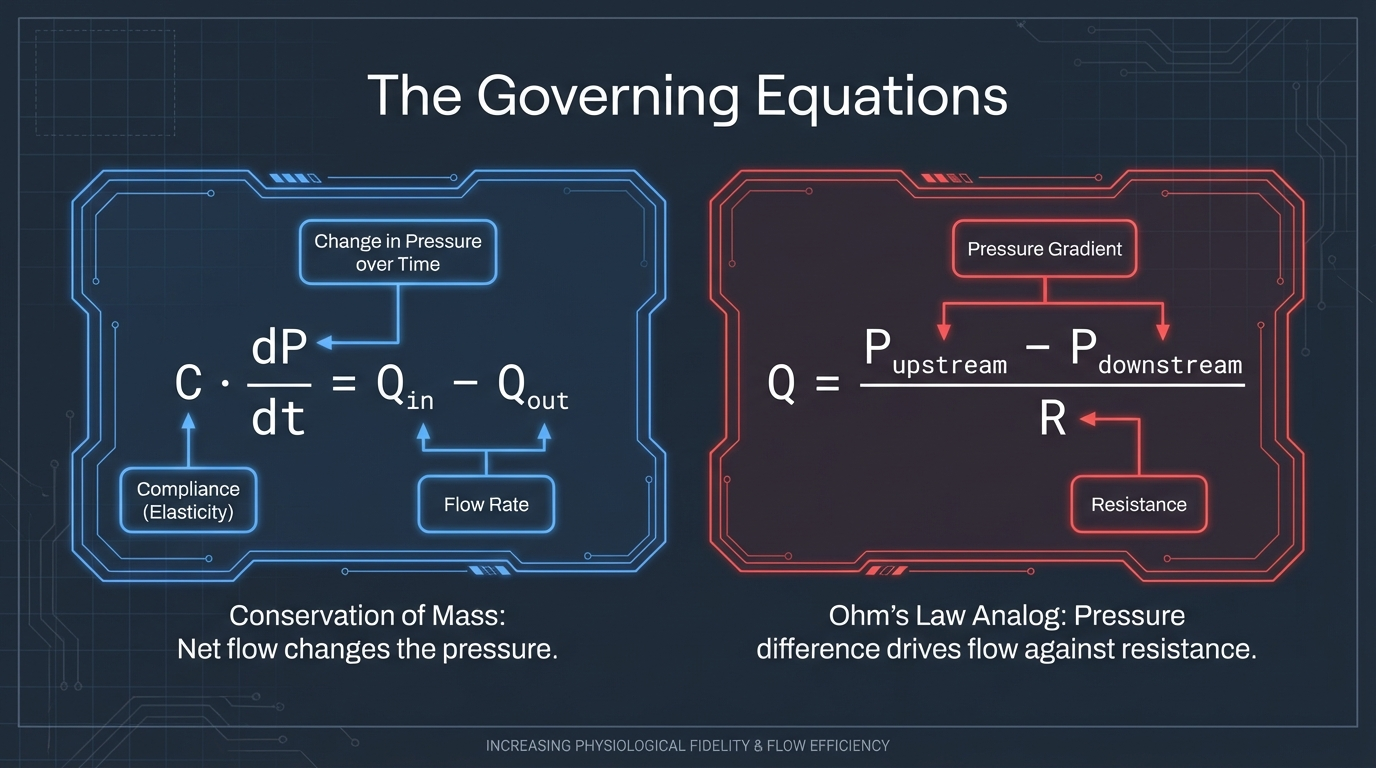 The Governing Equations
Change in Pressure
over Time
C · dP/dt = Q_in − Q_out
Compliance
(Elasticity)
Flow Rate
Conservation of Mass:
Net flow changes the pressure.
Pressure Gradient
Q = P_upstream − P_downstream
R
Resistance
Ohm's Law Analog: Pressure
difference drives flow against resistance.
INCREASING PHYSIOLOGICAL FIDELITY & FLOW EFFICIENCY